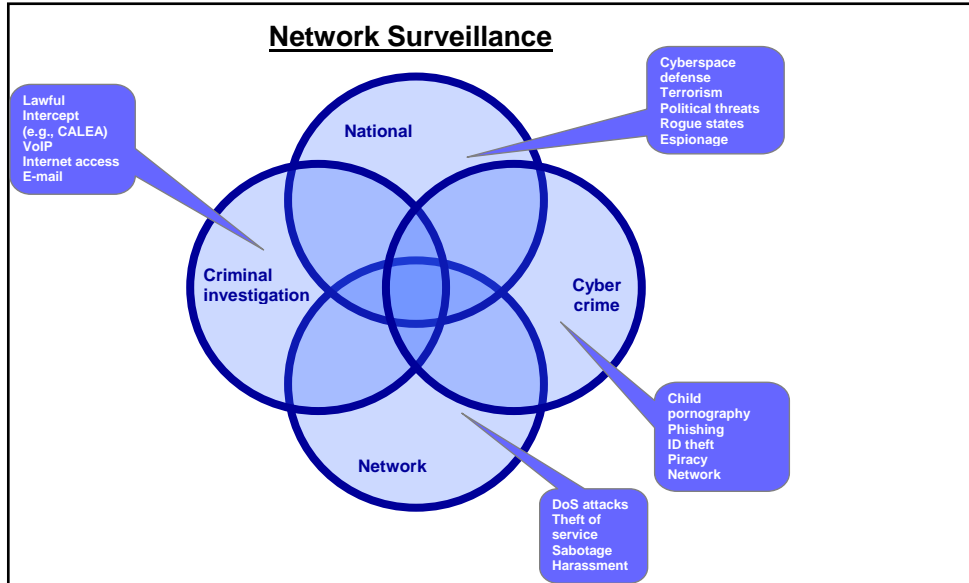 Network Surveillance
Lawful
Intercept
(e.g., CALEA)
VoIP
Internet access
E-mail
National
Cyberspace
defense
Terrorism
Political threats
Rogue states
Espionage
Criminal
investigation
Cyber
crime
Network
Child
pornography
Phishing
ID theft
Piracy
Network
DoS attacks
Theft of
service
Sabotage
Harassment